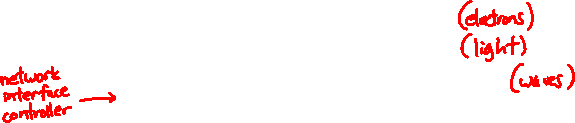 (electrons)
(light)
(waves)
network
interface
controller →